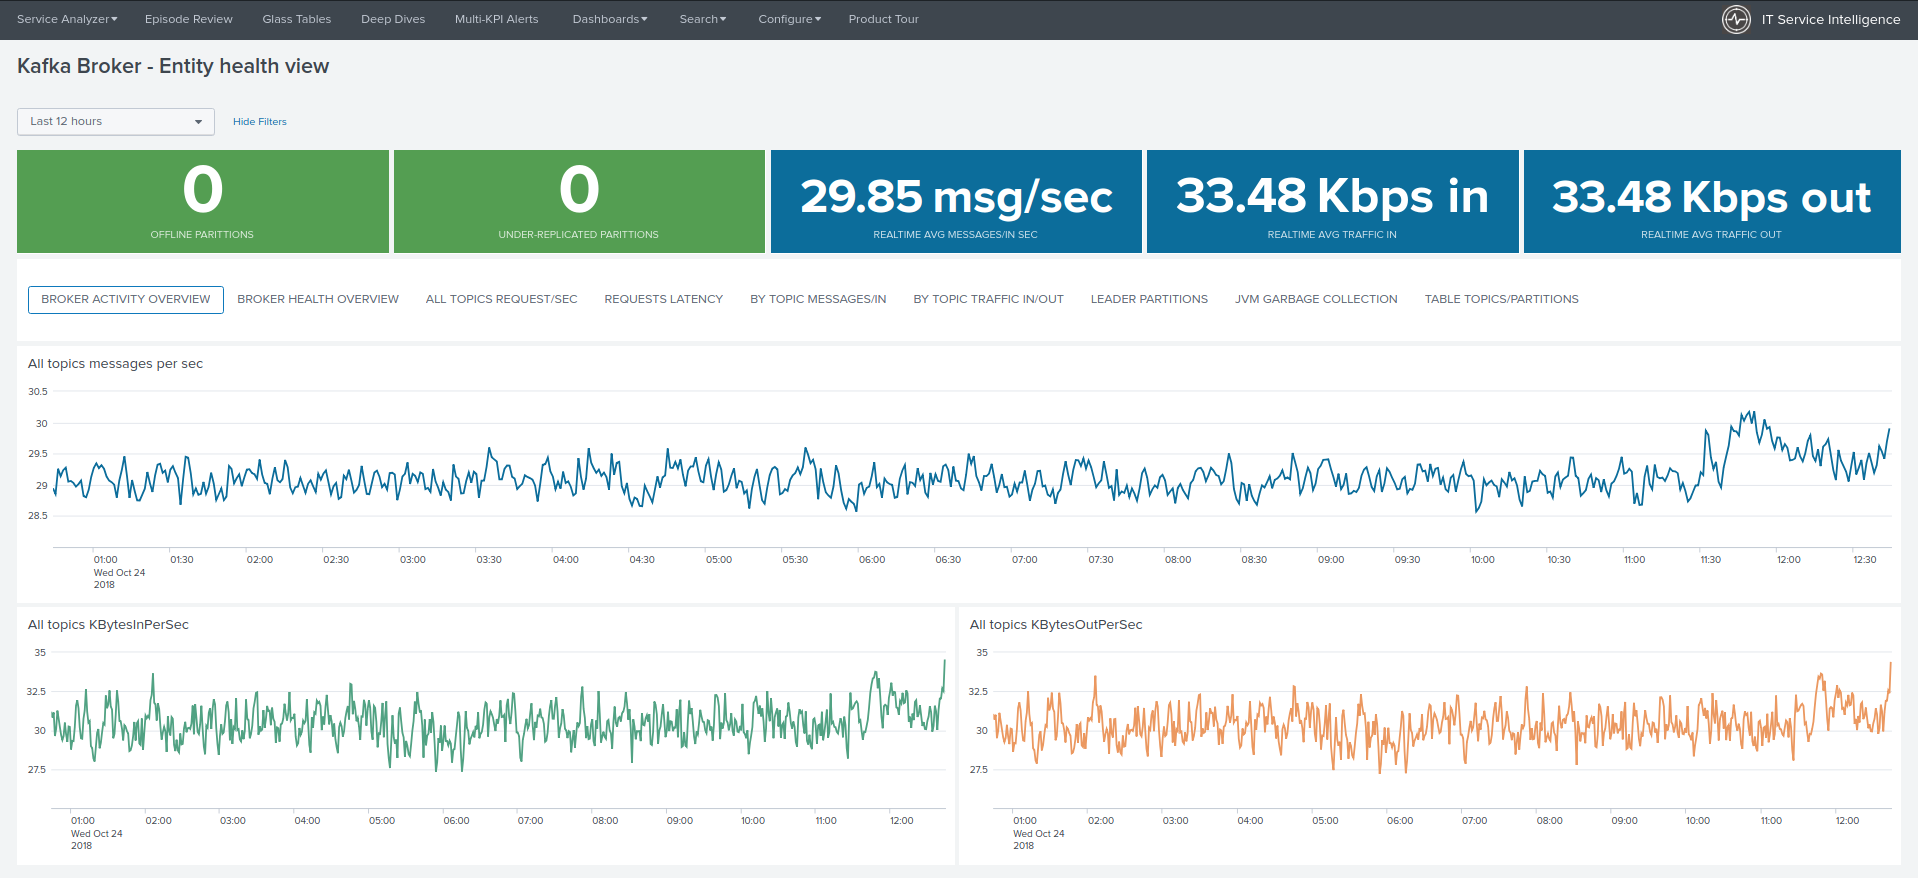 Service Analyzer Episode Review Glass Tables Deep Dives Multi-KPI Alerts Dashboards Search Configure Product Tour IT Service Intelligence
Kafka Broker - Entity health view
Last 12 hours Hide Filters
0
OFFLINE PARITTIONS
0
UNDER-REPLICATED PARITTIONS
29.85 msg/sec
REALTIME AVG MESSAGES/IN SEC
33.48 Kbps in
REALTIME AVG TRAFFIC IN
33.48 Kbps out
REALTIME AVG TRAFFIC OUT
BROKER ACTIVITY OVERVIEW BROKER HEALTH OVERVIEW ALL TOPICS REQUEST/SEC REQUESTS LATENCY BY TOPIC MESSAGES/IN BY TOPIC TRAFFIC IN/OUT LEADER PARTITIONS JVM GARBAGE COLLECTION TABLE TOPICS/PARTITIONS
All topics messages per sec
30.5
30
29.5
29
28.5
01:00 01:30 02:00 02:30 03:00 03:30 04:00 04:30 05:00 05:30 06:00 06:30 07:00 07:30 08:00 08:30 09:00 09:30 10:00 10:30 11:00 11:30 12:00 12:30
Wed Oct 24
2018
All topics KBytesInPerSec
35
32.5
30
27.5
01:00 02:00 03:00 04:00 05:00 06:00 07:00 08:00 09:00 10:00 11:00 12:00
Wed Oct 24
2018
All topics KBytesOutPerSec
35
32.5
30
27.5
01:00 02:00 03:00 04:00 05:00 06:00 07:00 08:00 09:00 10:00 11:00 12:00
Wed Oct 24
2018